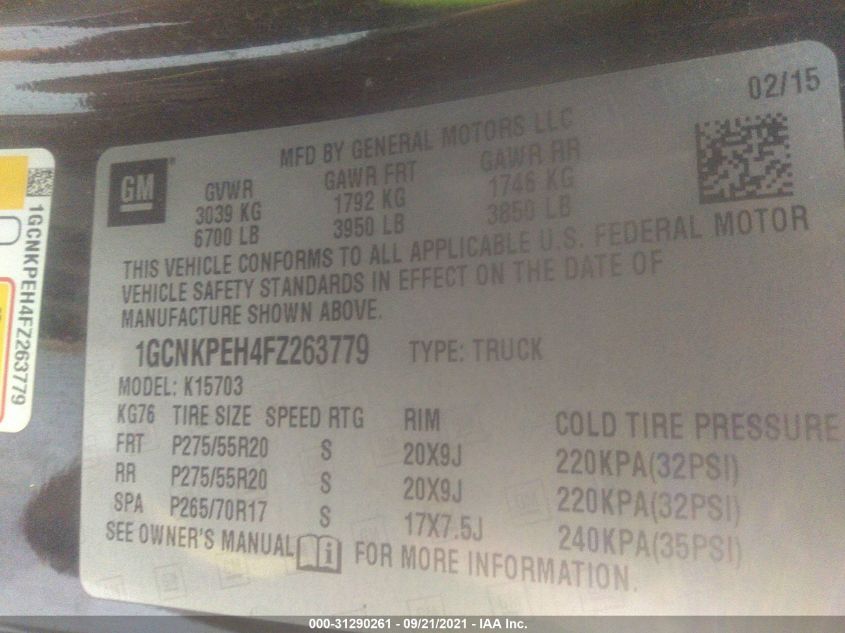 02/15
MFD BY GENERAL MOTORS LLC
GM
GVWR GAWR FRT GAWR RR
3039 KG 1792 KG 1746 KG
6700 LB 3950 LB 3850 LB
THIS VEHICLE CONFORMS TO ALL APPLICABLE U.S. FEDERAL MOTOR
VEHICLE SAFETY STANDARDS IN EFFECT ON THE DATE OF
MANUFACTURE SHOWN ABOVE.
1GCNKPEH4FZ263779 TYPE: TRUCK
MODEL: K15703
KG76 TIRE SIZE SPEED RTG RIM COLD TIRE PRESSURE
FRT P275/55R20 S 20X9J 220KPA(32PSI)
RR P275/55R20 S 20X9J 220KPA(32PSI)
SPA P265/70R17 S 17X7.5J 240KPA(35PSI)
SEE OWNER'S MANUAL i FOR MORE INFORMATION.
1GCNKPEH4FZ263779
000-31290261 - 09/21/2021 - IAA Inc.